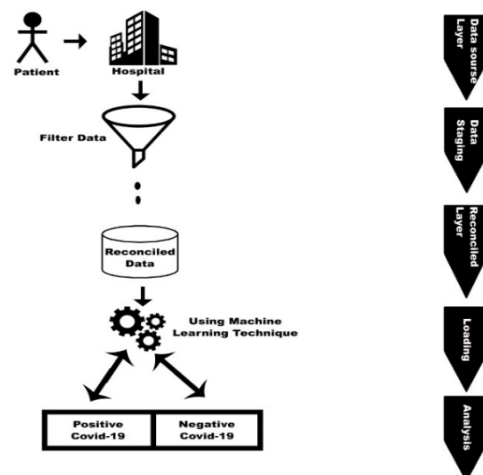 Patient
Hospital
Filter Data
Reconciled
Data
Using Machine
Learning Technique
Positive
Covid-19
Negative
Covid-19
Data sourse
Layer
Data
Staging
Reconciled
Layer
Loading
Analysis